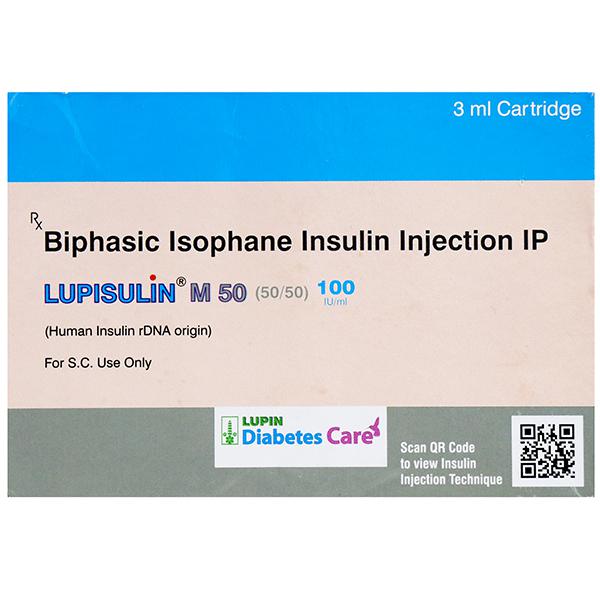 3 ml Cartridge
Rx Biphasic Isophane Insulin Injection IP
LUPISULIN® M 50 (50/50) 100 IU/ml
(Human Insulin rDNA origin)
For S.C. Use Only
LUPIN
Diabetes Care
Scan QR Code
to view Insulin
Injection Technique